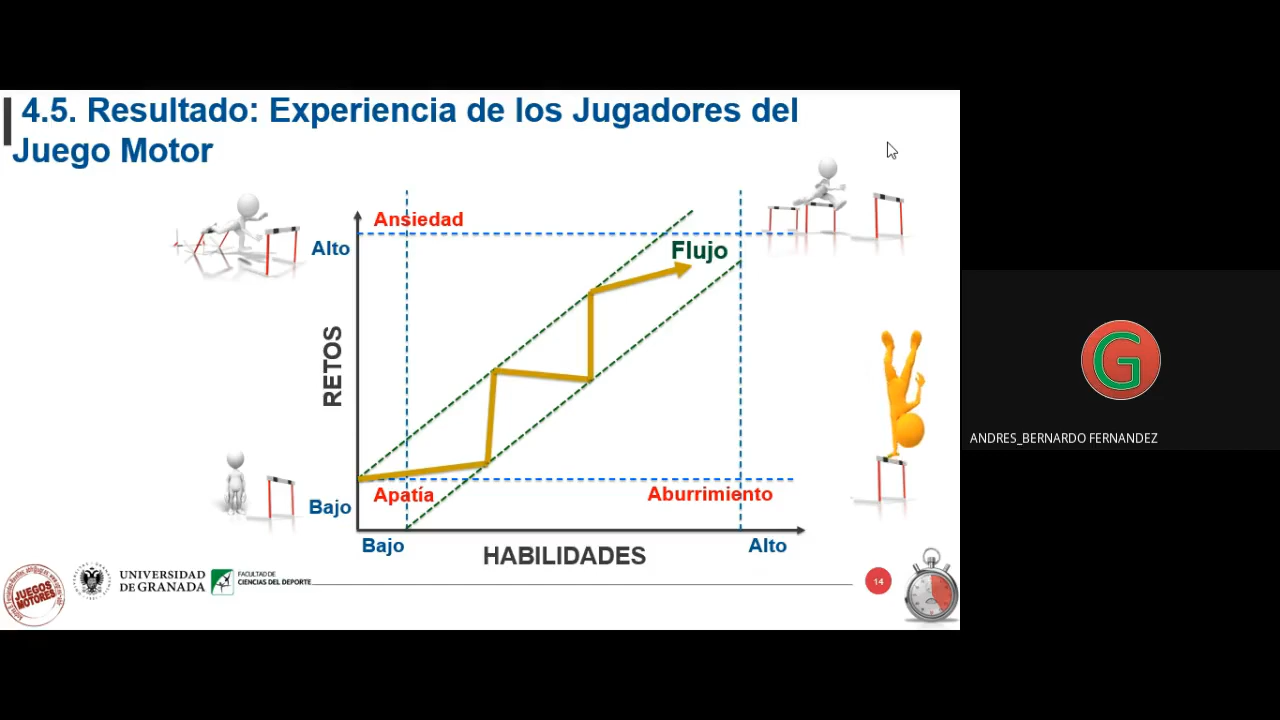 4.5. Resultado: Experiencia de los Jugadores del
Juego Motor
Ansiedad
Alto
Flujo
RETOS
Apatía
Aburrimiento
Bajo
Bajo
HABILIDADES
Alto
JUEGOS
MOTORES
UNIVERSIDAD
DE GRANADA
FACULTAD DE
CIENCIAS DEL DEPORTE
14
G
ANDRES_BERNARDO FERNANDEZ